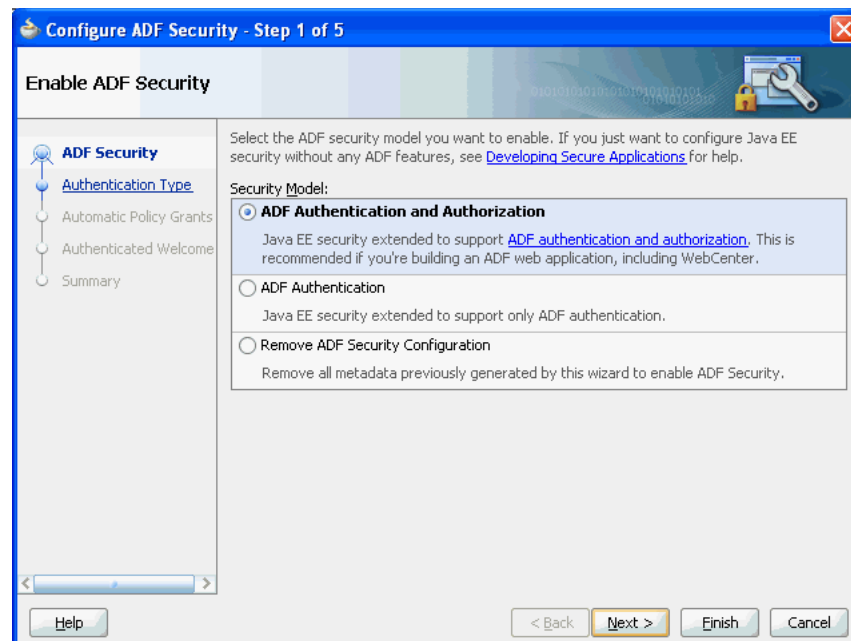 Configure ADF Security - Step 1 of 5
Enable ADF Security
ADF Security
Authentication Type
Automatic Policy Grants
Authenticated Welcome
Summary
Select the ADF security model you want to enable. If you just want to configure Java EE
security without any ADF features, see Developing Secure Applications for help.
Security Model:
ADF Authentication and Authorization
Java EE security extended to support ADF authentication and authorization. This is
recommended if you're building an ADF web application, including WebCenter.
ADF Authentication
Java EE security extended to support only ADF authentication.
Remove ADF Security Configuration
Remove all metadata previously generated by this wizard to enable ADF Security.
Help
< Back
Next >
Finish
Cancel